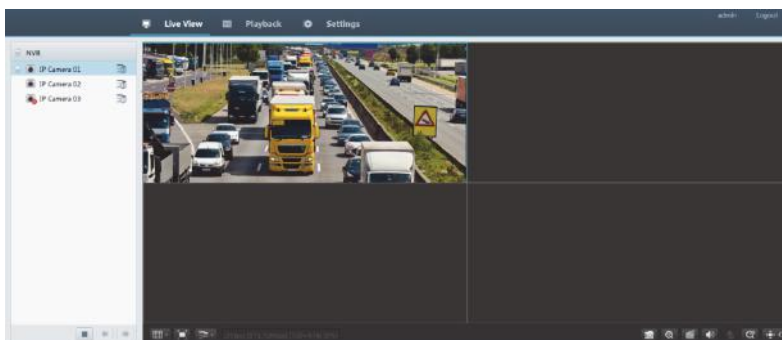 Live View
Playback
Settings
admin
Logout
NVR
IP Camera 01
IP Camera 02
IP Camera 03